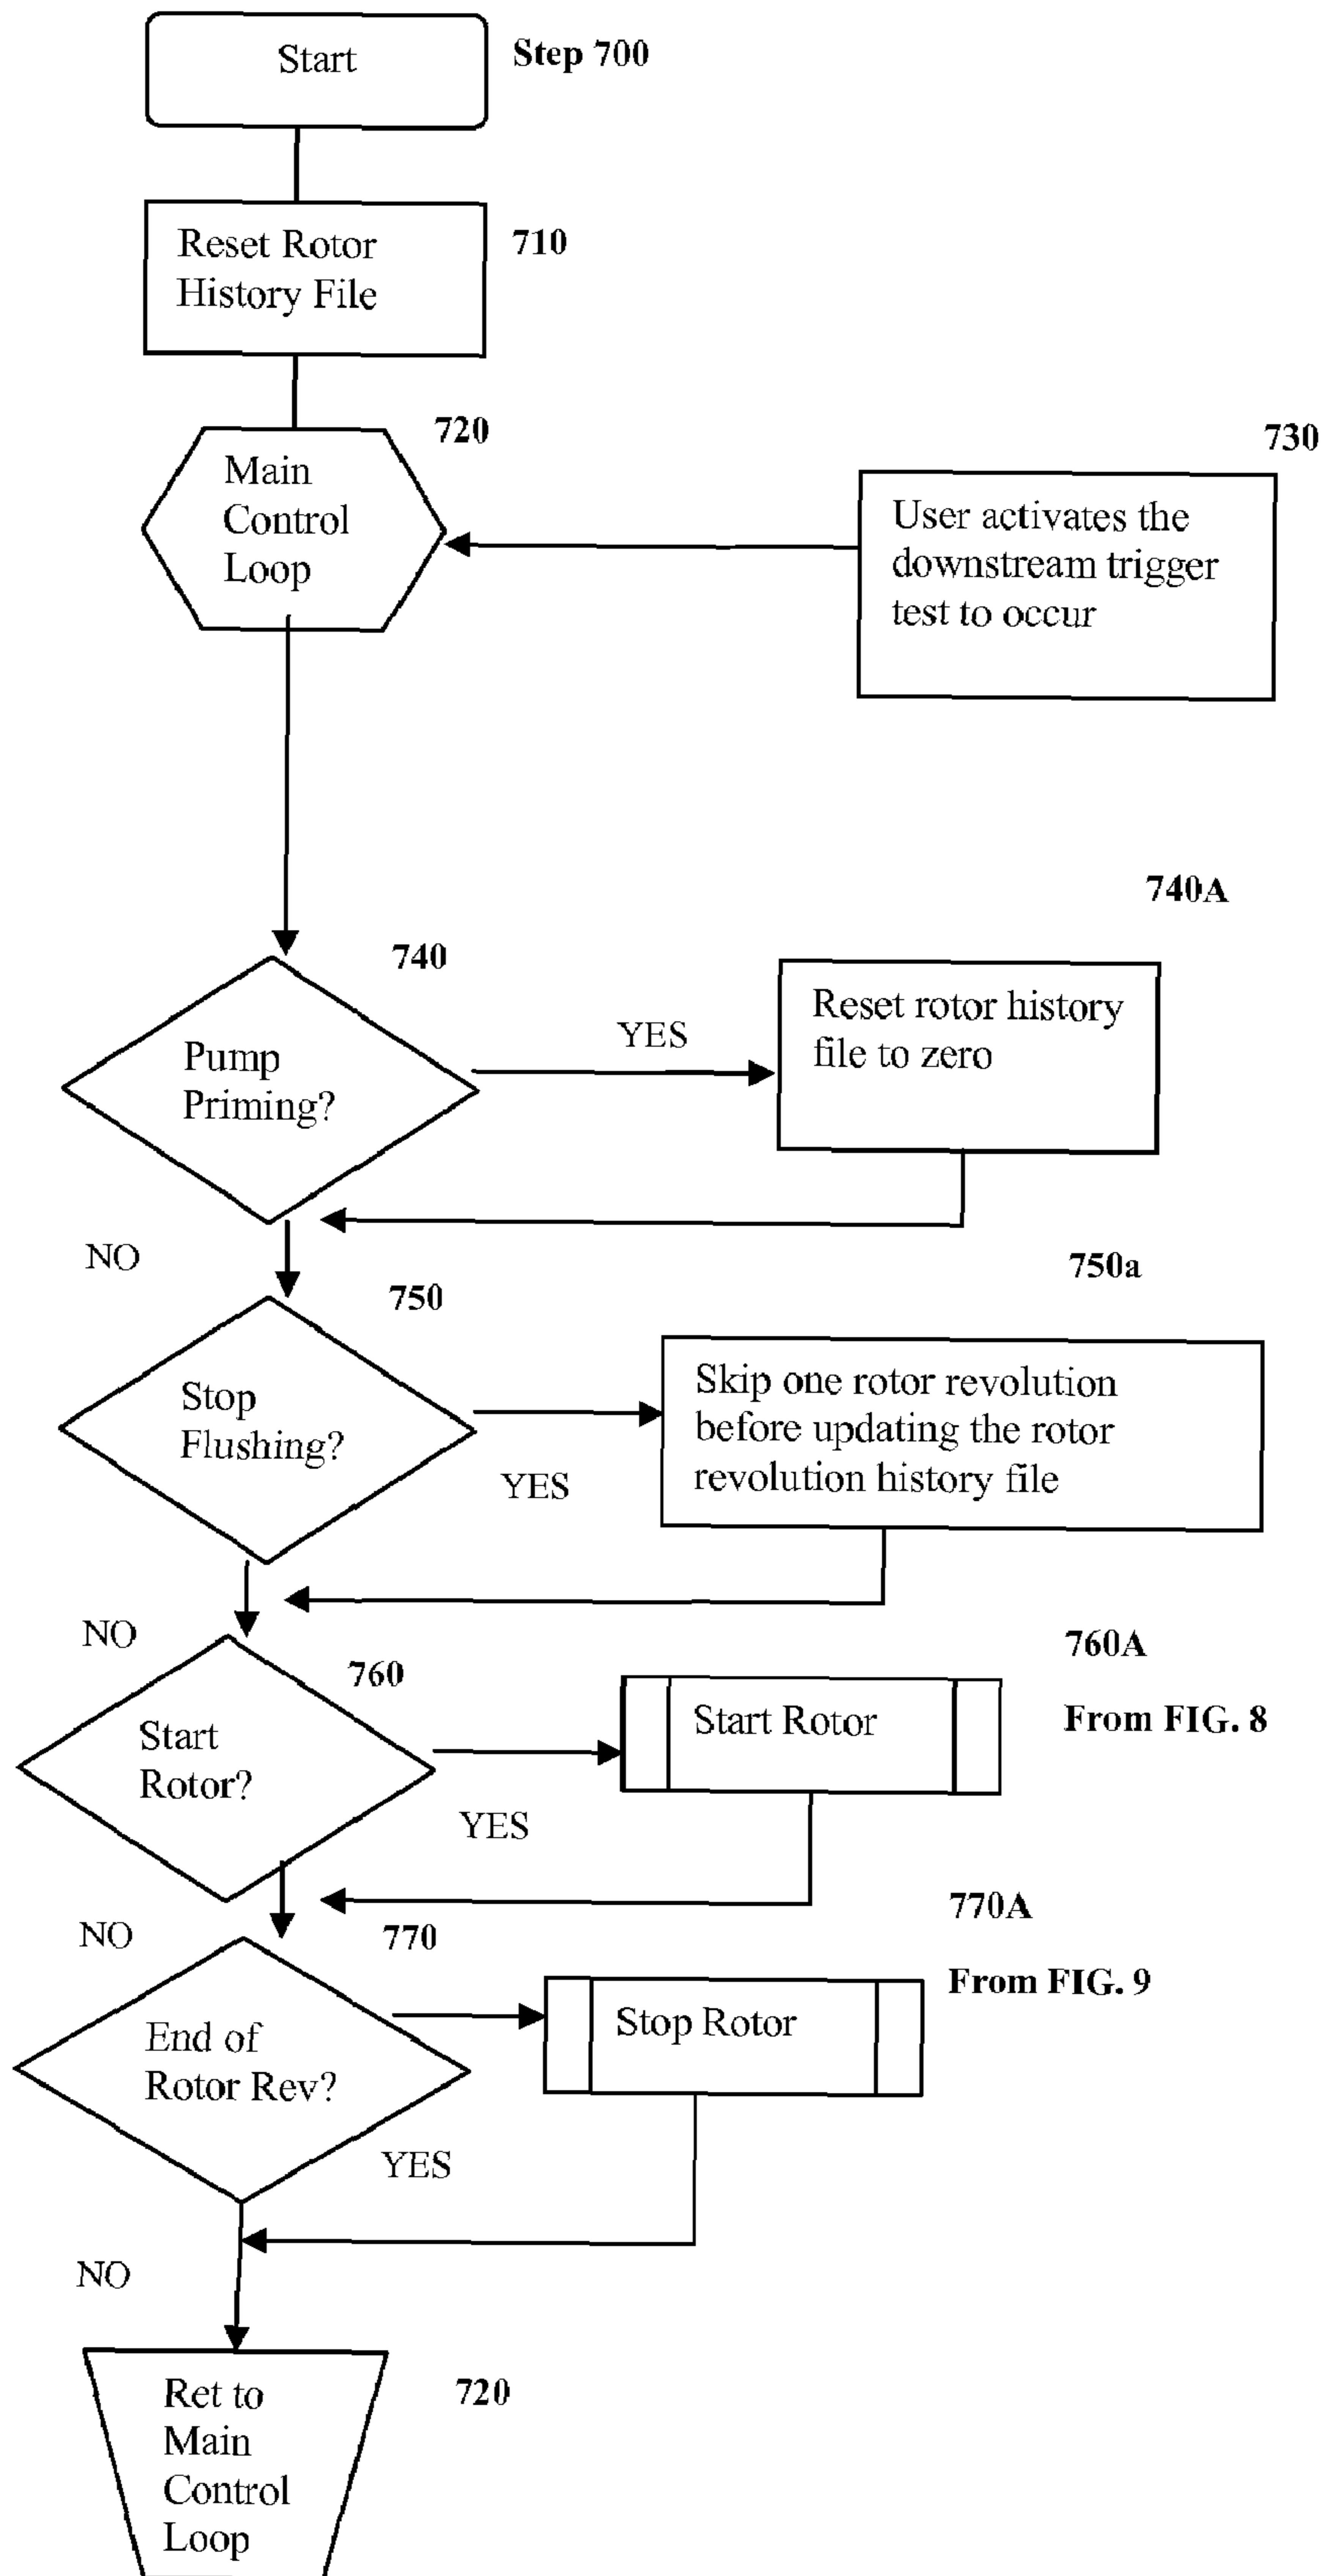 Start
Step 700
Reset Rotor
History File
710
720
Main
Control
Loop
730
User activates the
downstream trigger
test to occur
740A
740
Pump
Priming?
YES
Reset rotor history
file to zero
NO
750a
750
Stop
Flushing?
YES
Skip one rotor revolution
before updating the rotor
revolution history file
NO
760A
From FIG. 8
760
Start
Rotor?
YES
Start Rotor
NO
770A
From FIG. 9
770
End of
Rotor Rev?
YES
Stop Rotor
NO
720
Ret to
Main
Control
Loop